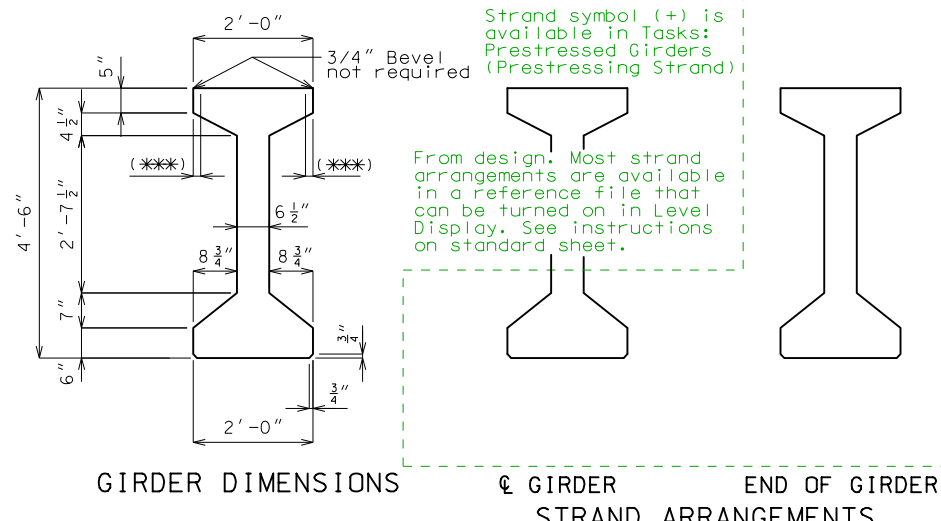 2'-0"
3/4" Bevel
not required
5"
4 1/2"
(***)
(***)
4'-6"
2'-7 1/2"
6 1/2"
8 3/4"
8 3/4"
7"
3/4"
6"
3/4"
2'-0"
GIRDER DIMENSIONS
Strand symbol (+) is
available in Tasks:
Prestressed Girders
(Prestressing Strand)
From design. Most strand
arrangements are available
in a reference file that
can be turned on in Level
Display. See instructions
on standard sheet.
℄ GIRDER
END OF GIRDER
STRAND ARRANGEMENTS